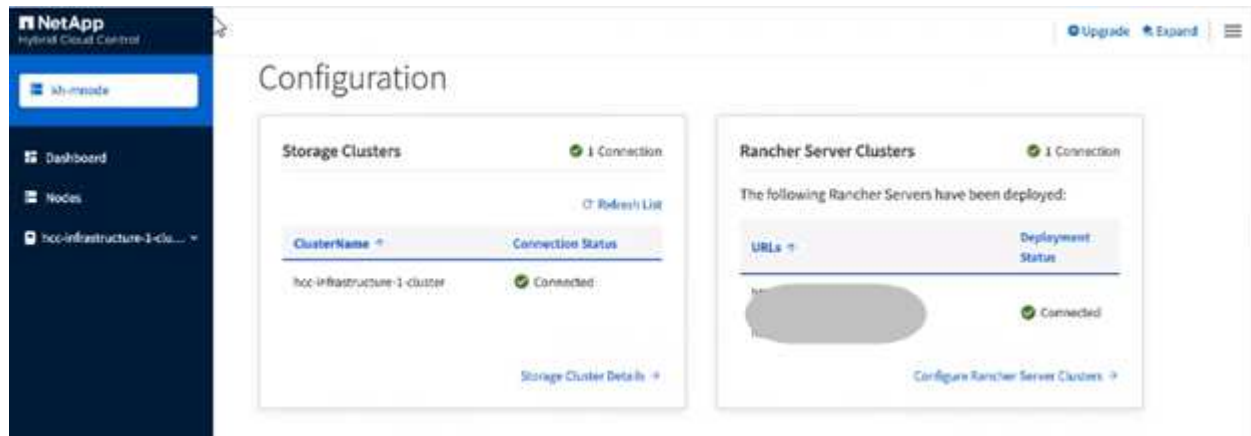 NetApp
Hybrid Cloud Control
Upgrade Expand
kh-mnode
Configuration
Dashboard
Nodes
hcc-infrastructure-1-clu...
Storage Clusters
1 Connection
Refresh List
ClusterName ↑ Connection Status
hcc-infrastructure-1-cluster Connected
Storage Cluster Details →
Rancher Server Clusters
1 Connection
The following Rancher Servers have been deployed:
URLs ↑ Deployment
Status
Connected
Configure Rancher Server Clusters →